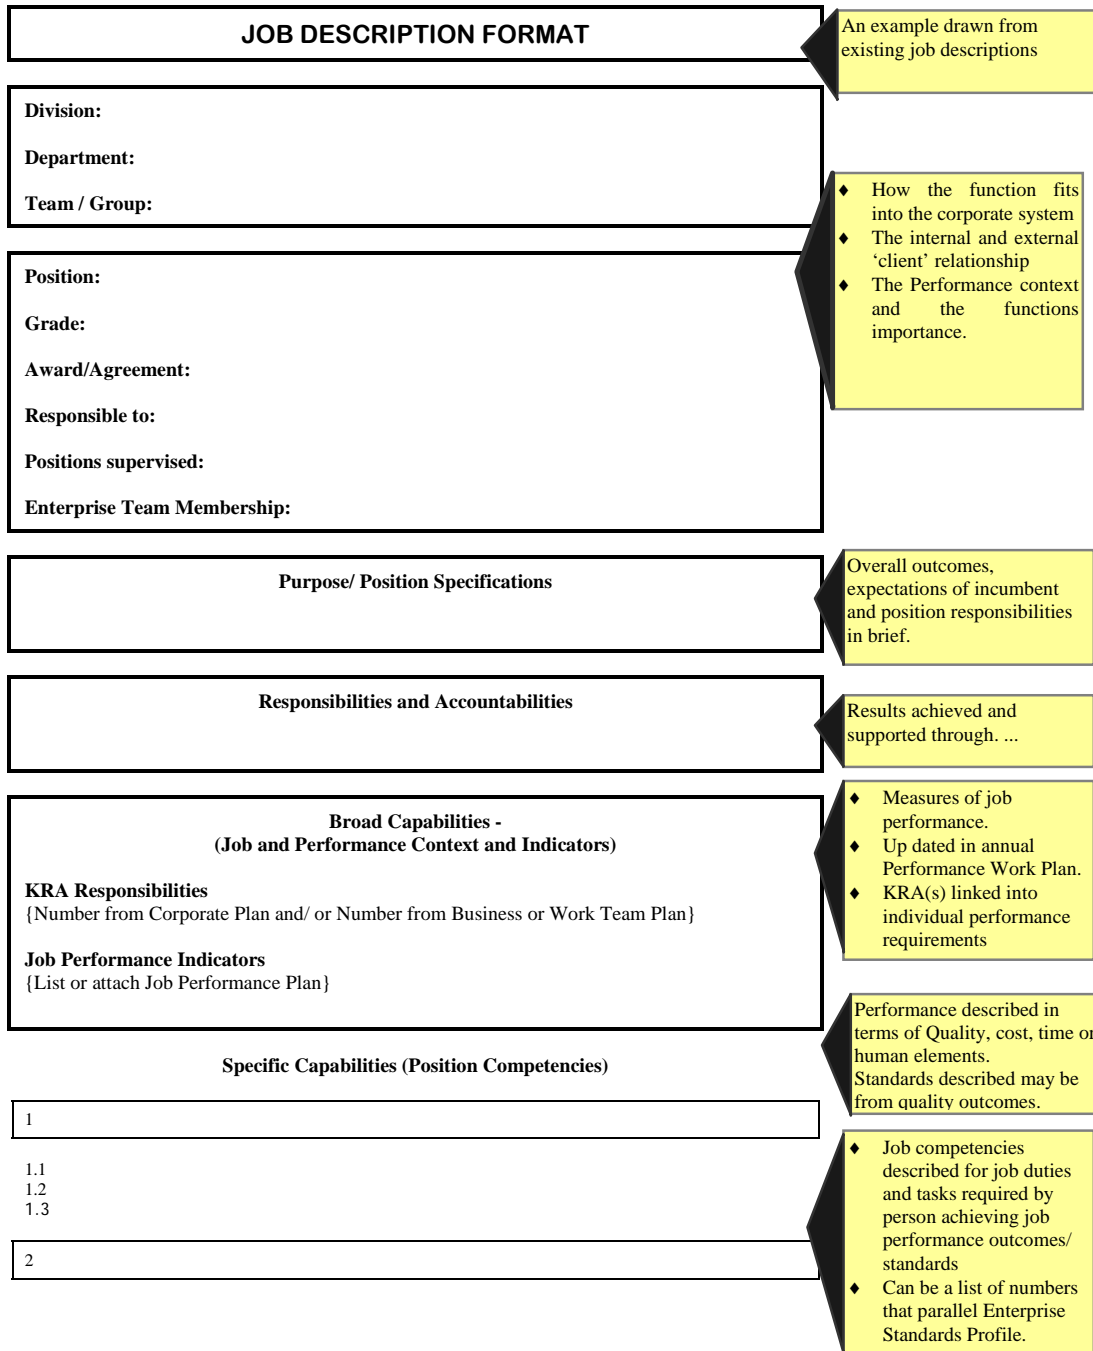 JOB DESCRIPTION FORMAT
An example drawn from
existing job descriptions
Division:
Department:
Team / Group:
♦ How the function fits
into the corporate system
♦ The internal and external
‘client’ relationship
♦ The Performance context
and the functions
importance.
Position:
Grade:
Award/Agreement:
Responsible to:
Positions supervised:
Enterprise Team Membership:
Purpose/ Position Specifications
Overall outcomes,
expectations of incumbent
and position responsibilities
in brief.
Responsibilities and Accountabilities
Results achieved and
supported through. ...
Broad Capabilities -
(Job and Performance Context and Indicators)
KRA Responsibilities
{Number from Corporate Plan and/ or Number from Business or Work Team Plan}
Job Performance Indicators
{List or attach Job Performance Plan}
♦ Measures of job
performance.
♦ Up dated in annual
Performance Work Plan.
♦ KRA(s) linked into
individual performance
requirements
Performance described in
terms of Quality, cost, time or
human elements.
Standards described may be
from quality outcomes.
Specific Capabilities (Position Competencies)
1
1.1
1.2
1.3
2
♦ Job competencies
described for job duties
and tasks required by
person achieving job
performance outcomes/
standards
♦ Can be a list of numbers
that parallel Enterprise
Standards Profile.